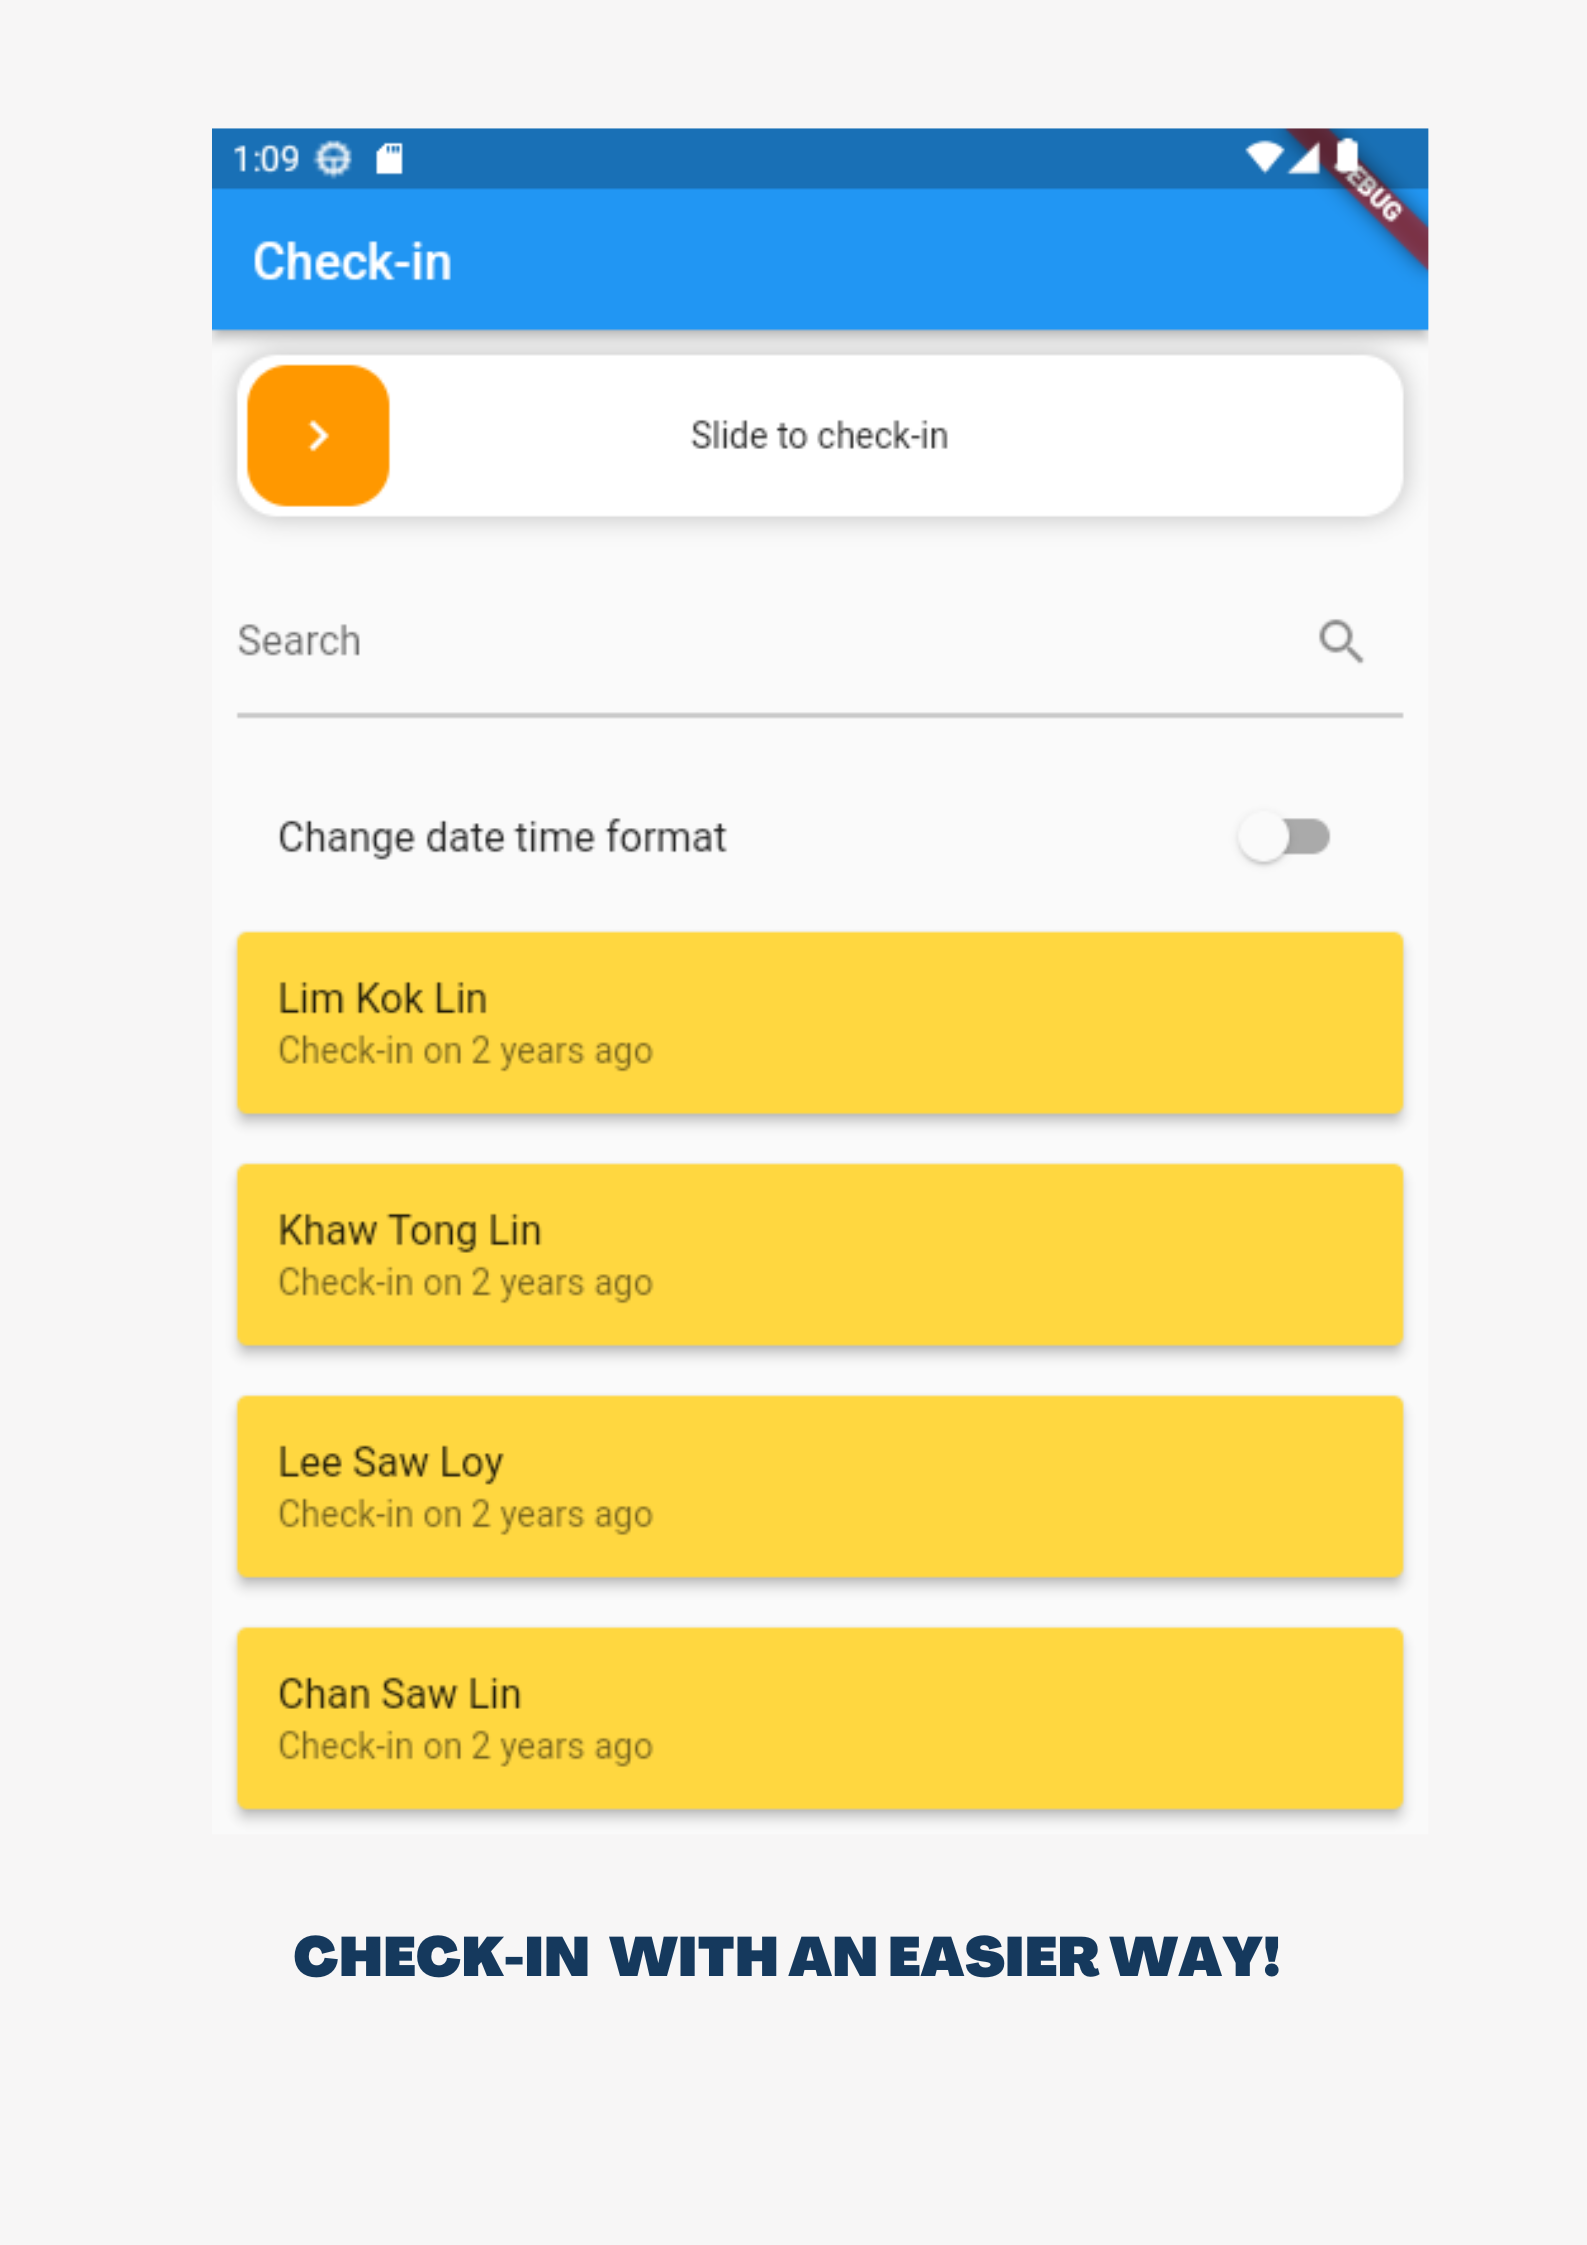 1:09
DEBUG
Check-in
Slide to check-in
Search
Change date time format
Lim Kok Lin
Check-in on 2 years ago
Khaw Tong Lin
Check-in on 2 years ago
Lee Saw Loy
Check-in on 2 years ago
Chan Saw Lin
Check-in on 2 years ago
CHECK-IN WITH AN EASIER WAY!